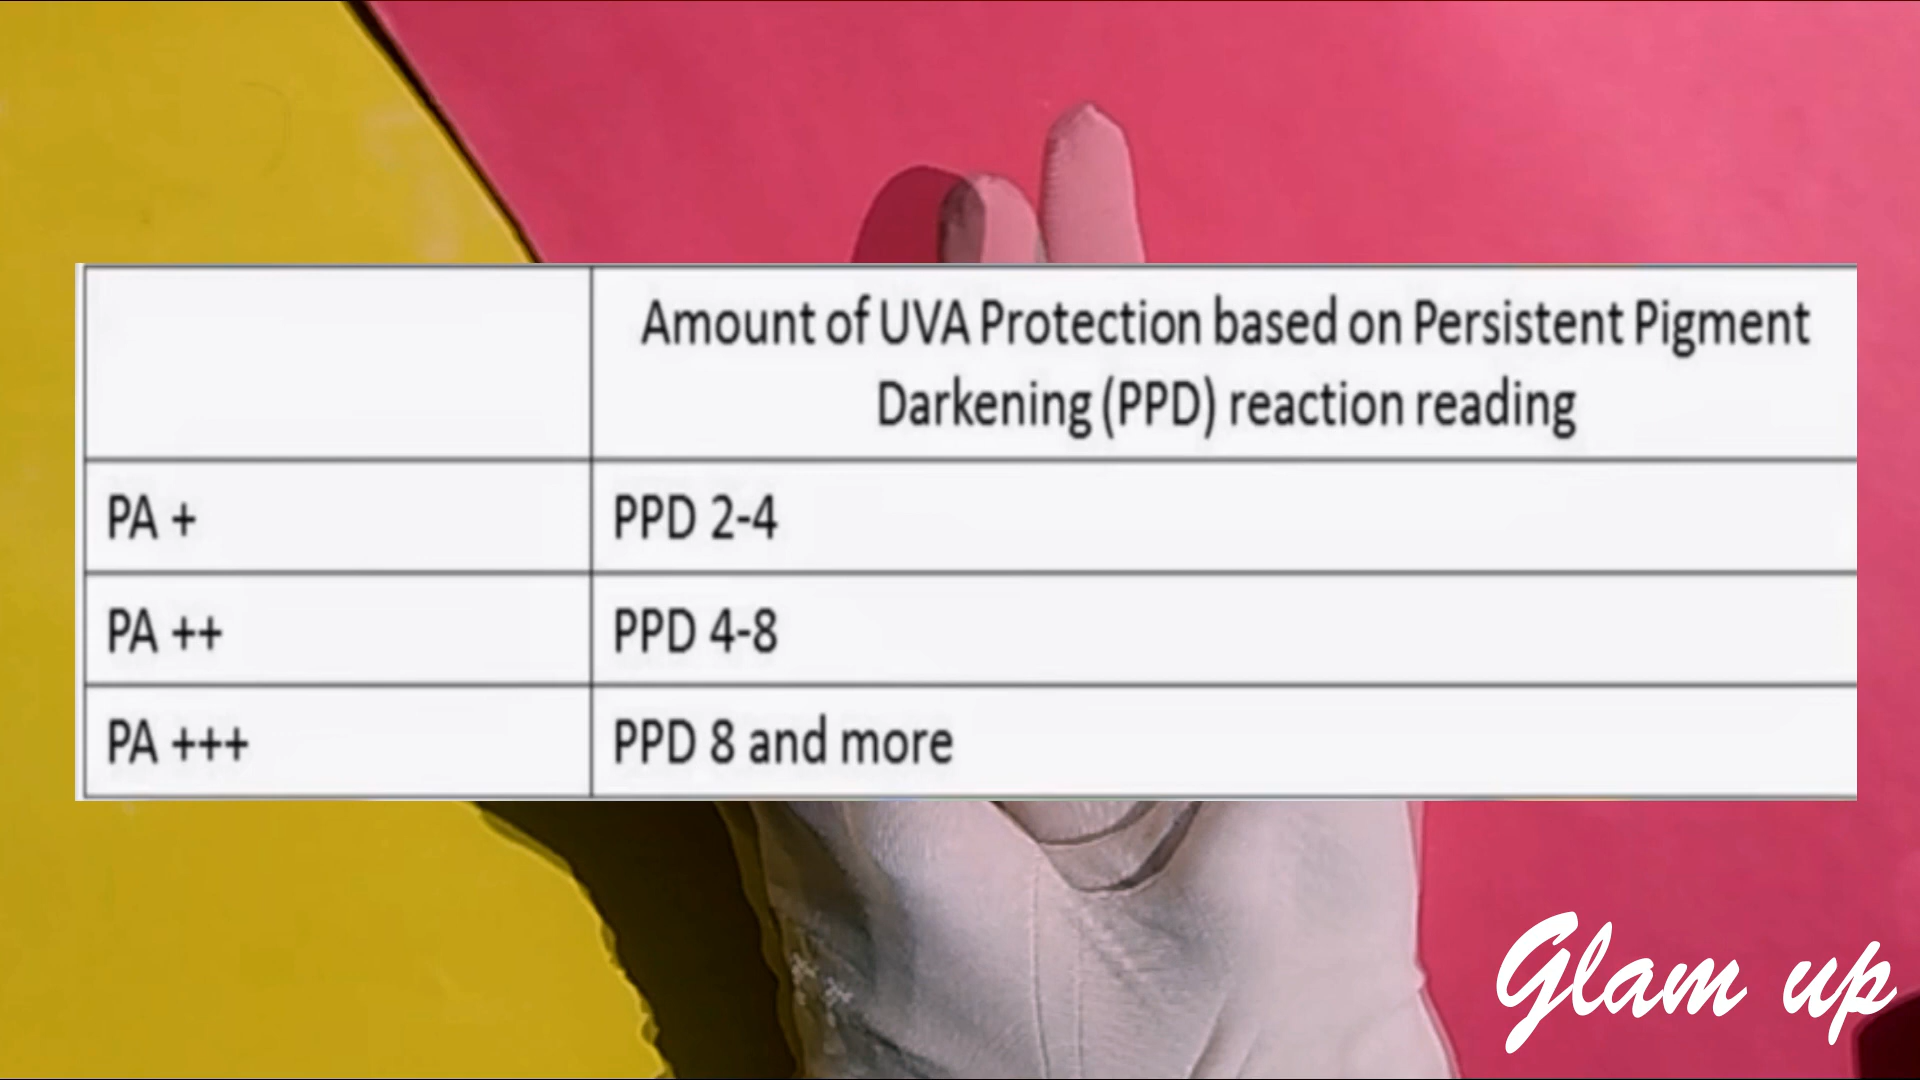 Amount of UVA Protection based on Persistent Pigment
Darkening (PPD) reaction reading
PA +
PPD 2-4
PA ++
PPD 4-8
PA +++
PPD 8 and more
Glam up